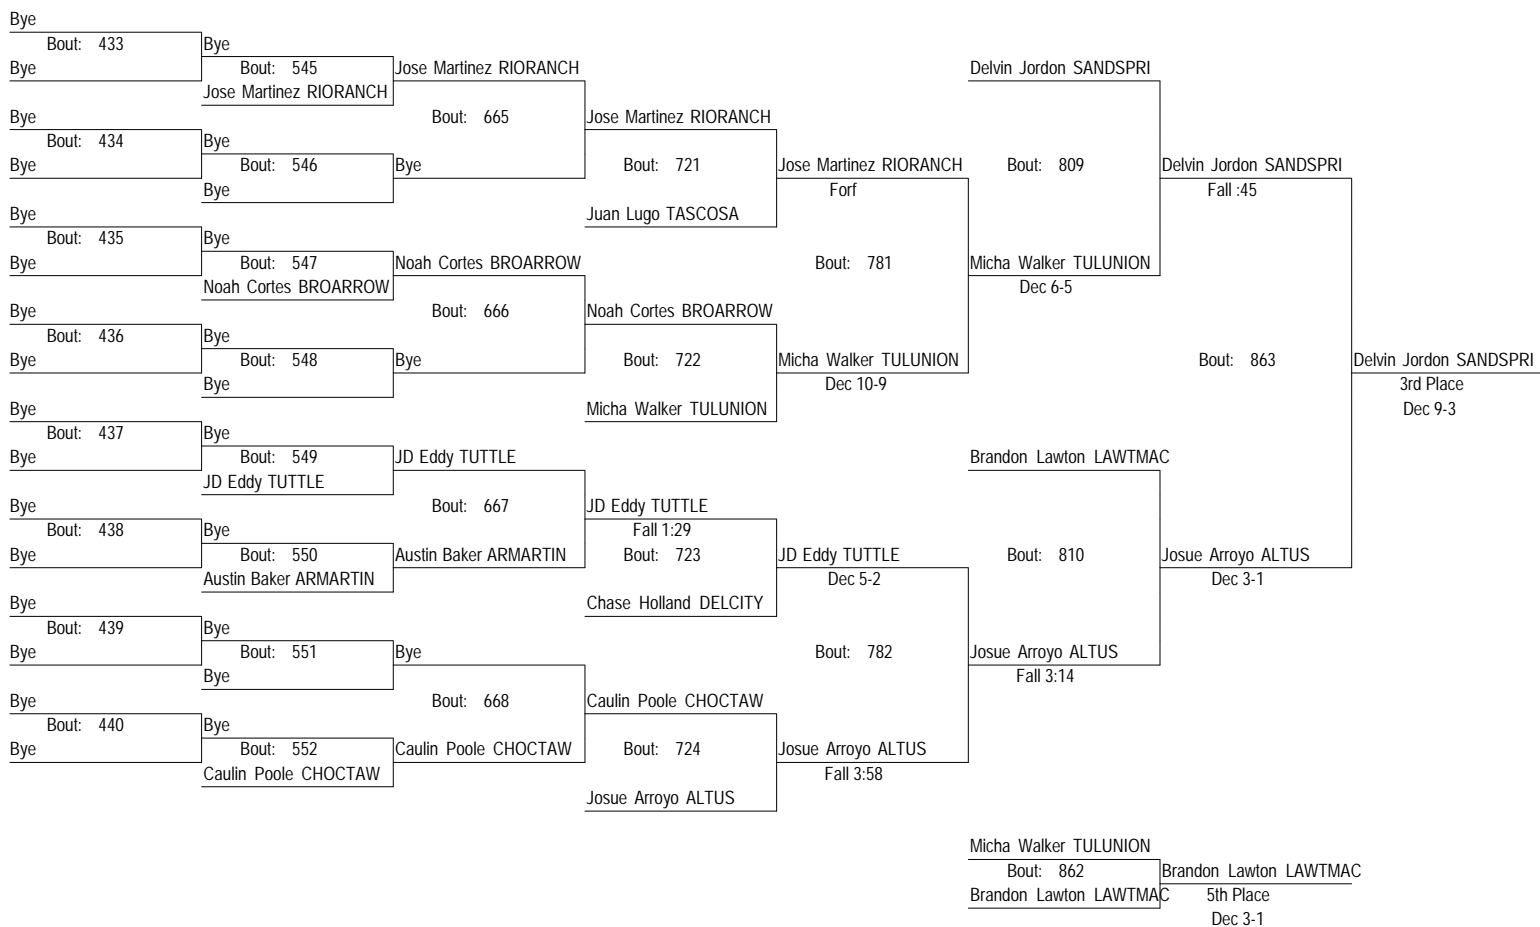 Bye
Bout: 433
Bye
Bye
Bout: 545
Jose Martinez RIORANCH
Jose Martinez RIORANCH
Bout: 665
Bye
Bout: 434
Bye
Bye
Bout: 546
Bye
Bye
Jose Martinez RIORANCH
Bout: 721
Juan Lugo TASCOSA
Jose Martinez RIORANCH
Forf
Bye
Bout: 435
Bye
Bye
Bout: 547
Noah Cortes BROARROW
Noah Cortes BROARROW
Bout: 666
Bye
Bout: 436
Bye
Bye
Bout: 548
Bye
Bye
Noah Cortes BROARROW
Bout: 722
Micha Walker TULUNION
Micha Walker TULUNION
Dec 10-9
Bout: 781
Delvin Jordon SANDSPRI
Bout: 809
Micha Walker TULUNION
Dec 6-5
Delvin Jordon SANDSPRI
Fall :45
Bye
Bout: 437
Bye
Bye
Bout: 549
JD Eddy TUTTLE
JD Eddy TUTTLE
Bout: 667
Bye
Bout: 438
Bye
Bye
Bout: 550
Austin Baker ARMARTIN
Austin Baker ARMARTIN
JD Eddy TUTTLE
Fall 1:29
Bout: 723
Chase Holland DELCITY
JD Eddy TUTTLE
Dec 5-2
Bye
Bout: 439
Bye
Bye
Bout: 551
Bye
Bye
Bout: 668
Bye
Bout: 440
Bye
Bye
Bout: 552
Caulin Poole CHOCTAW
Caulin Poole CHOCTAW
Caulin Poole CHOCTAW
Bout: 724
Josue Arroyo ALTUS
Josue Arroyo ALTUS
Fall 3:58
Bout: 782
Brandon Lawton LAWTMAC
Bout: 810
Josue Arroyo ALTUS
Fall 3:14
Josue Arroyo ALTUS
Dec 3-1
Bout: 863
Delvin Jordon SANDSPRI
3rd Place
Dec 9-3
Micha Walker TULUNION
Bout: 862
Brandon Lawton LAWTMAC
Brandon Lawton LAWTMAC
5th Place
Dec 3-1